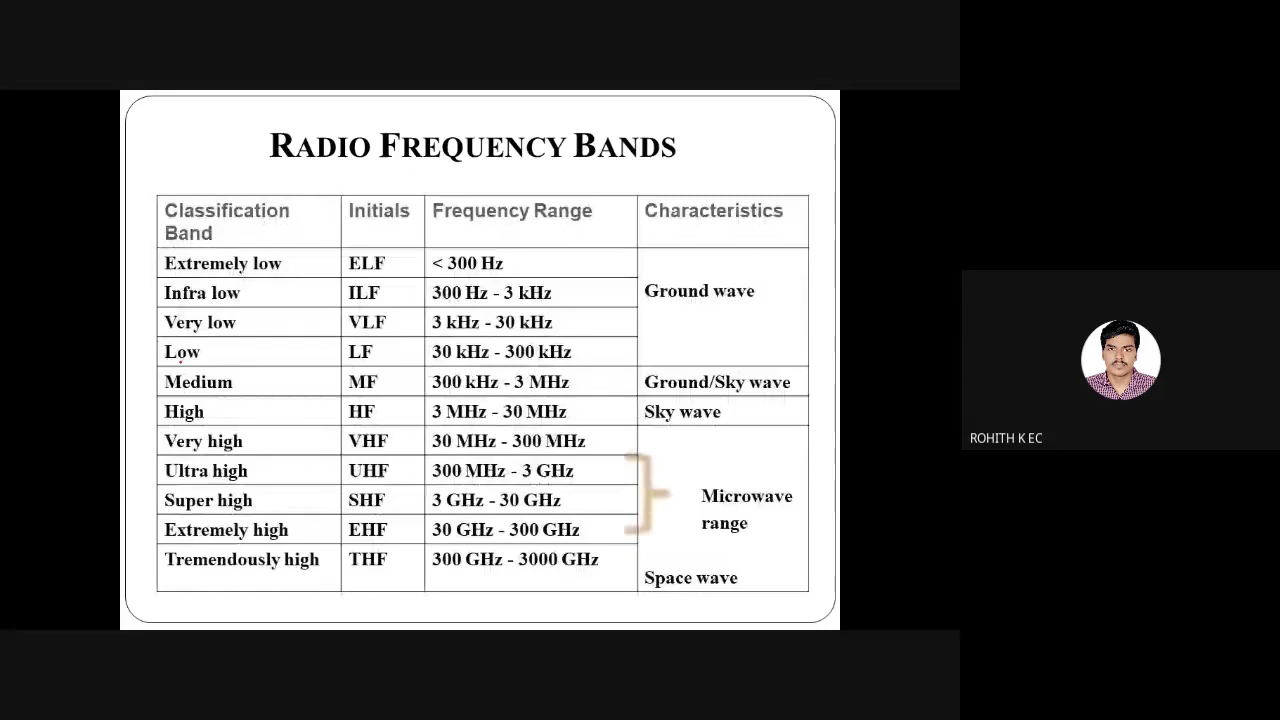 RADIO FREQUENCY BANDS
Classification Band Initials Frequency Range Characteristics
Extremely low ELF < 300 Hz
Infra low ILF 300 Hz - 3 kHz Ground wave
Very low VLF 3 kHz - 30 kHz
Low LF 30 kHz - 300 kHz
Medium MF 300 kHz - 3 MHz Ground/Sky wave
High HF 3 MHz - 30 MHz Sky wave
Very high VHF 30 MHz - 300 MHz
Ultra high UHF 300 MHz - 3 GHz
Super high SHF 3 GHz - 30 GHz Microwave
range
Extremely high EHF 30 GHz - 300 GHz
Tremendously high THF 300 GHz - 3000 GHz
Space wave
ROHITH K EC